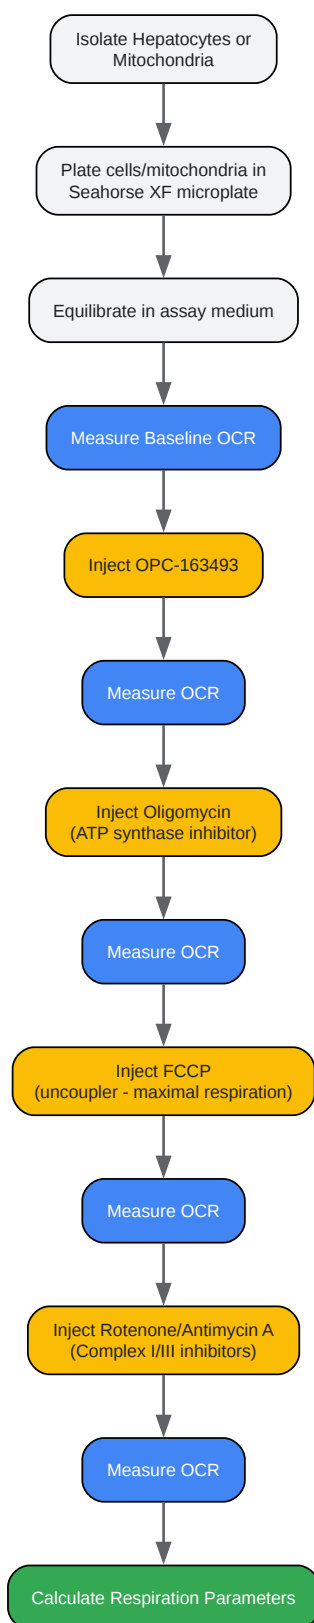 Isolate Hepatocytes or
Mitochondria
Plate cells/mitochondria in
Seahorse XF microplate
Equilibrate in assay medium
Measure Baseline OCR
Inject OPC-163493
Measure OCR
Inject Oligomycin
(ATP synthase inhibitor)
Measure OCR
Inject FCCP
(uncoupler - maximal respiration)
Measure OCR
Inject Rotenone/Antimycin A
(Complex I/III inhibitors)
Measure OCR
Calculate Respiration Parameters